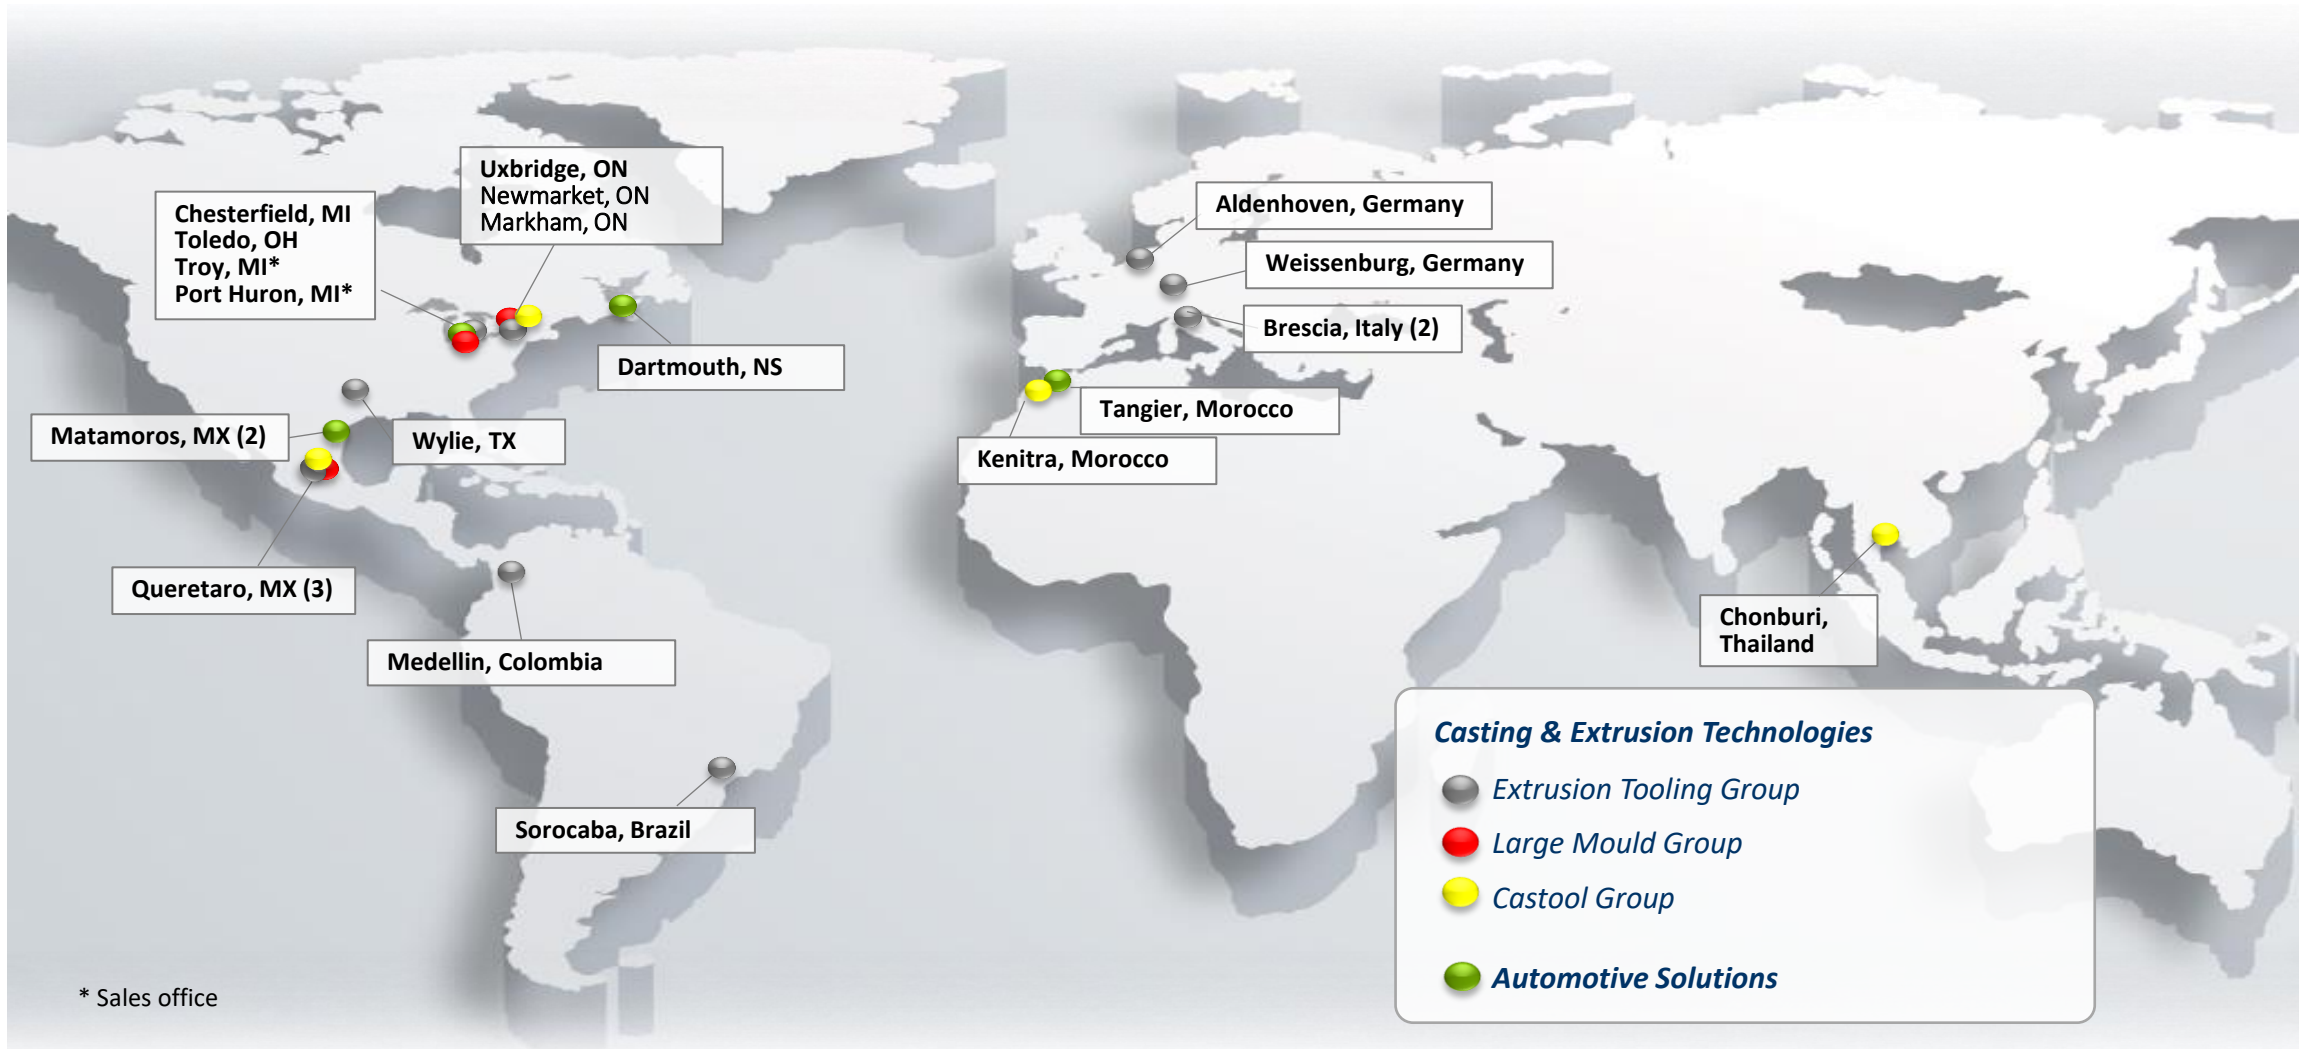 Uxbridge, ON
Newmarket, ON
Markham, ON
Chesterfield, MI
Toledo, OH
Troy, MI*
Port Huron, MI*
Aldenhoven, Germany
Weissenburg, Germany
Brescia, Italy (2)
Dartmouth, NS
Tangier, Morocco
Kenitra, Morocco
Matamoros, MX (2)
Wylie, TX
Queretaro, MX (3)
Medellin, Colombia
Sorocaba, Brazil
Chonburi,
Thailand
Casting & Extrusion Technologies
Extrusion Tooling Group
Large Mould Group
Castool Group
Automotive Solutions
* Sales office